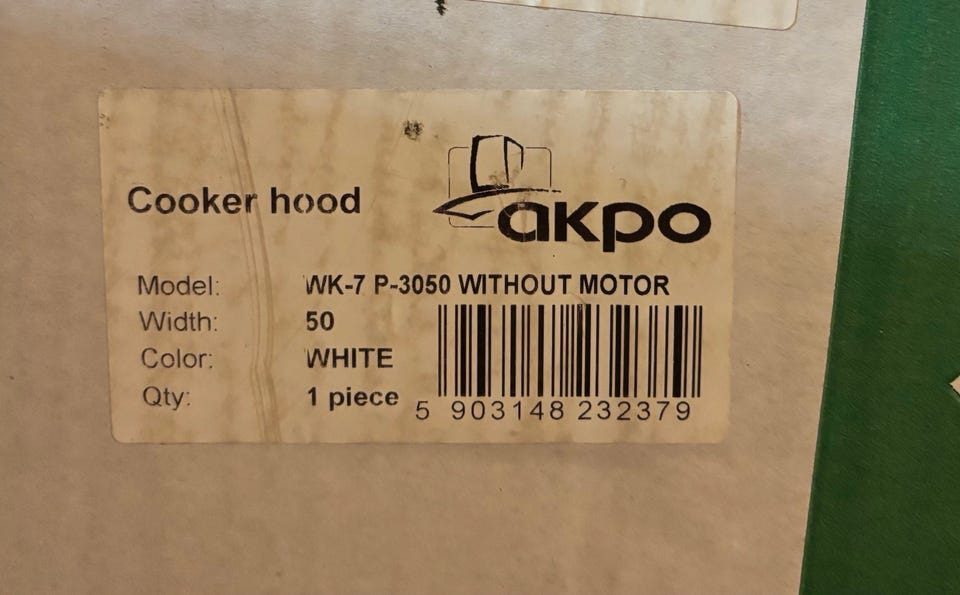 Cooker hood
akpo
Model: WK-7 P-3050 WITHOUT MOTOR
Width: 50
Color: WHITE
Qty: 1 piece
5 903148 232379